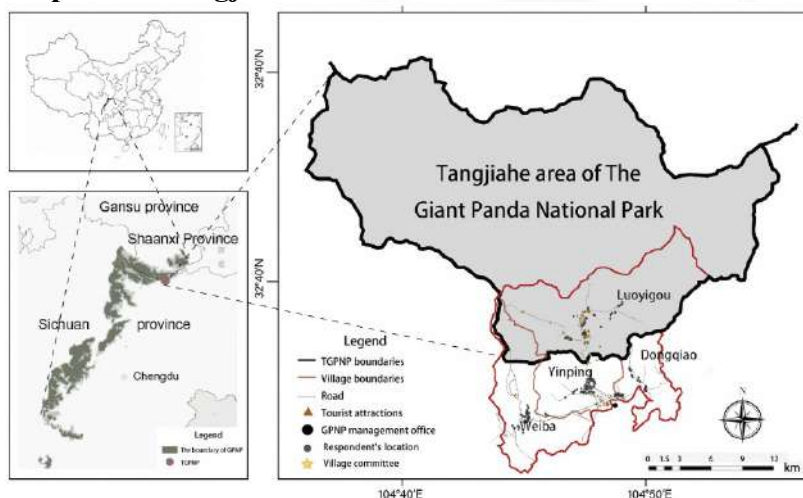 Gansu province
Shaanxi Province
Sichuan
province
Chengdu
Legend
The boundary of GPNP
TGPNP
32°40'N
32°40'N
Tangjiahe area of The
Giant Panda National Park
Luoyigou
Dongqiao
Yinping
Weiba
Legend
TGPNP boundaries
Village boundaries
Road
Tourist attractions
GPNP management office
Respondent's location
Village committee
0 1.5 3 6 9 12
km
104°40'E
104°50'E